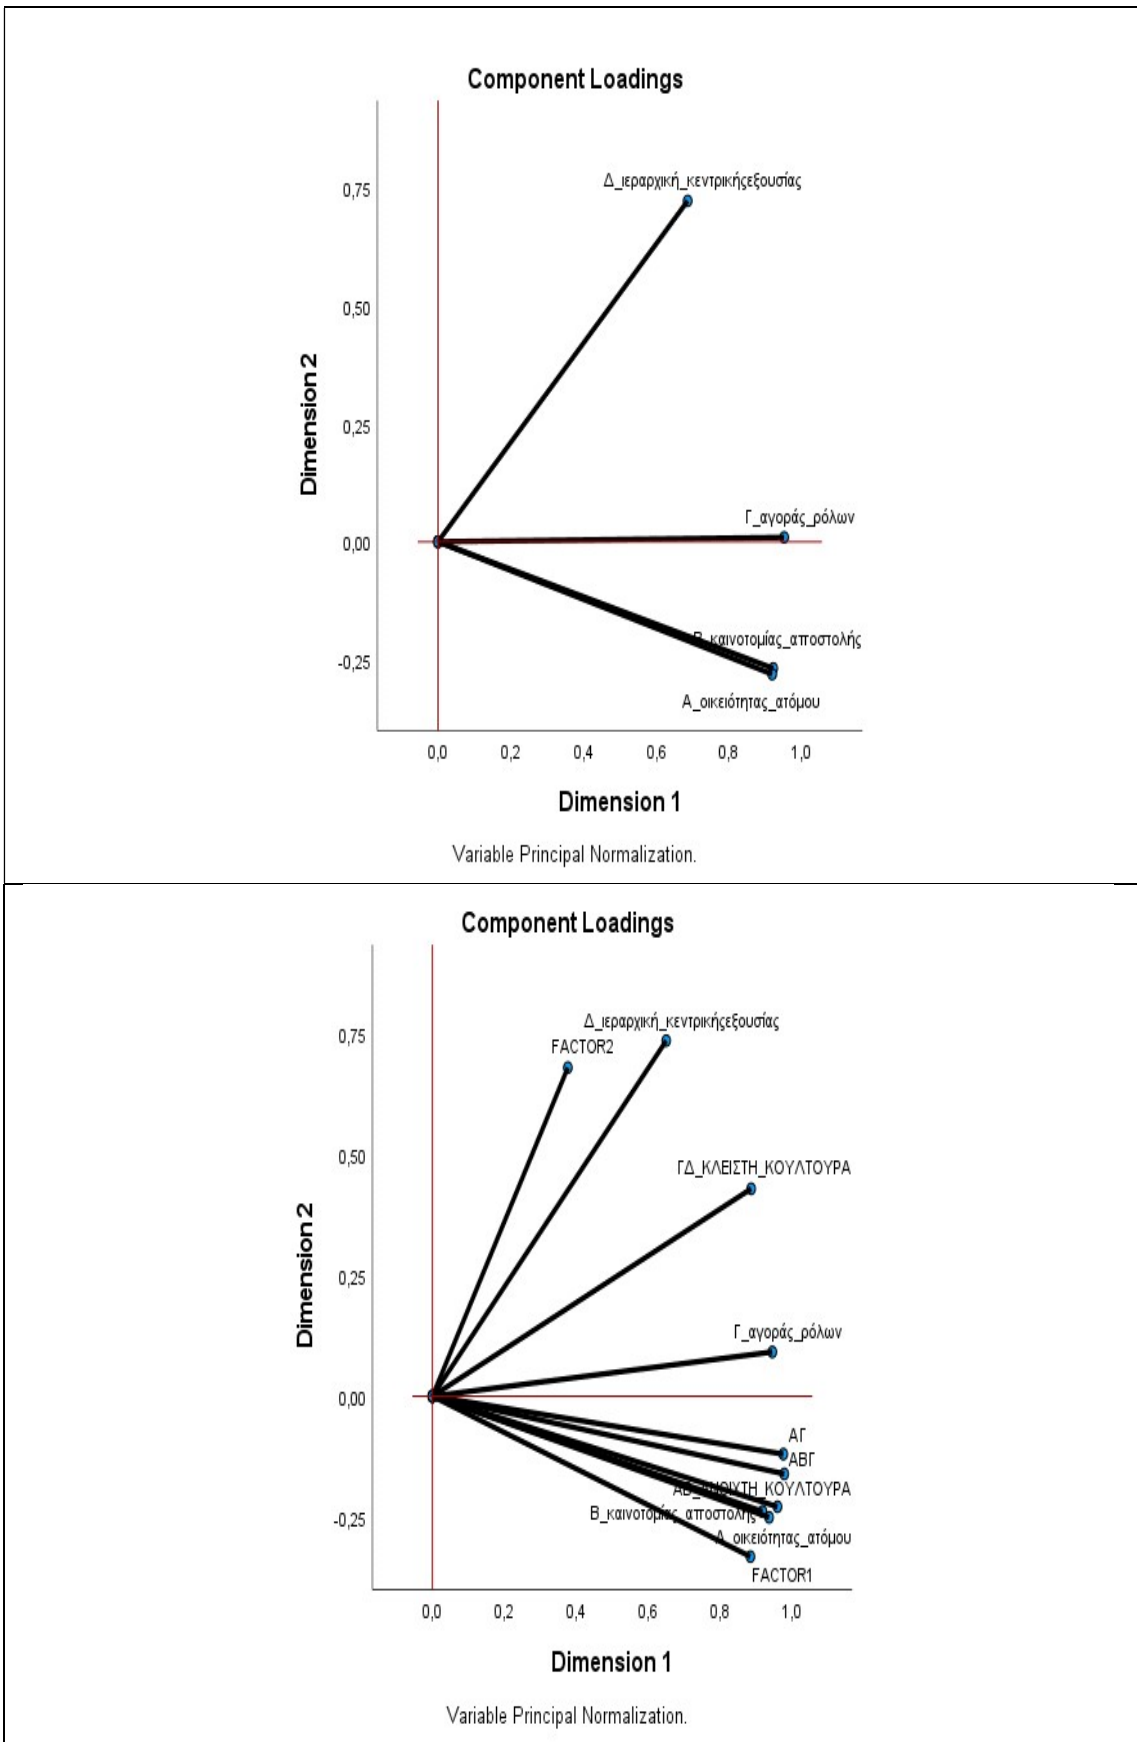 Component Loadings
Δ_ιεραρχική_κεντρικήςεξουσίας
0,75
0,50
0,25
Γ_αγοράς_ρόλων
0,00
Β_καινοτομίας_αποστολής
-0,25
Α_οικειότητας_ατόμου
Dimension 2
0,0 0,2 0,4 0,6 0,8 1,0
Dimension 1
Variable Principal Normalization.
Component Loadings
Δ_ιεραρχική_κεντρικήςεξουσίας
0,75
FACTOR2
0,50
ΓΔ_ΚΛΕΙΣΤΗ_ΚΟΥΛΤΟΥΡΑ
0,25
Γ_αγοράς_ρόλων
0,00
ΑΓ
ΑΒΓ
ΑΒ_ΑΝΟΙΧΤΗ_ΚΟΥΛΤΟΥΡΑ
Β_καινοτομίας_αποστολής
-0,25
Α_οικειότητας_ατόμου
FACTOR1
Dimension 2
0,0 0,2 0,4 0,6 0,8 1,0
Dimension 1
Variable Principal Normalization.